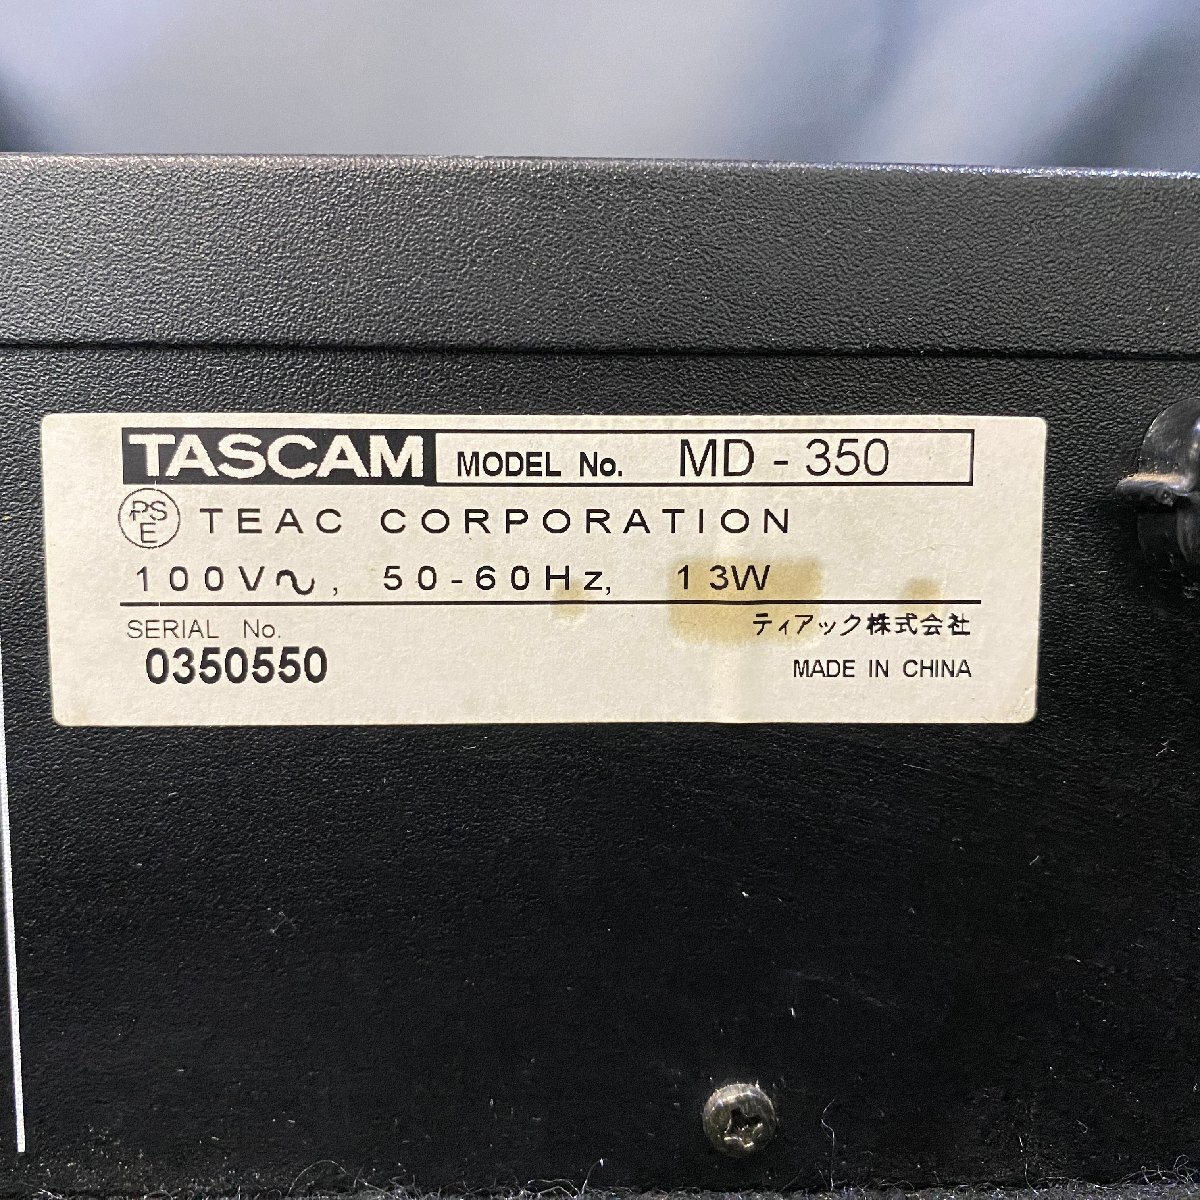 TASCAM MODEL No. MD - 350
PSE TEAC CORPORATION
100V∿, 50-60Hz, 13W
SERIAL No. ティアック株式会社
0350550 MADE IN CHINA